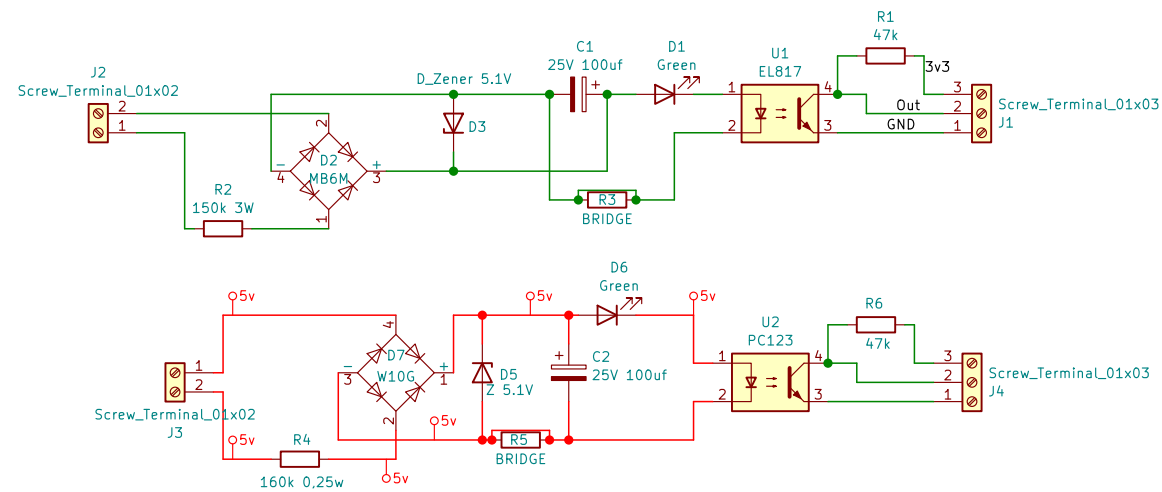 R1
47k
3v3
C1
25V 100uf
+
D1
Green
U1
EL817
1
2
4
3
J2
Screw_Terminal_01x02
2
1
D_Zener 5.1V
D3
Out
GND
3
2
1
Screw_Terminal_01x03
J1
2
D2
MB6M
-
4
+
3
1
R2
150k 3W
R3
BRIDGE
D6
Green
5v
5v
5v
R6
47k
U2
PC123
1
2
4
3
4
D7
W10G
-
3
+
1
2
D5
Z 5.1V
+
C2
25V 100uf
1
2
Screw_Terminal_01x02
J3
3
2
1
Screw_Terminal_01x03
J4
5v
5v
R4
160k 0,25w
5v
R5
BRIDGE